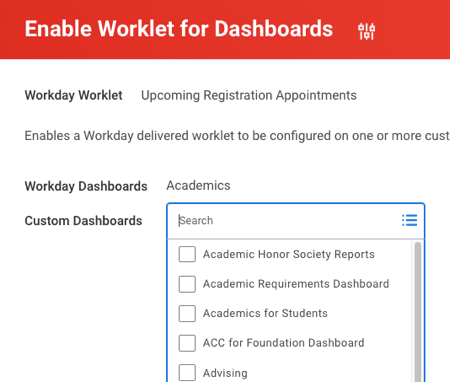 Enable Worklet for Dashboards
Workday Worklet Upcoming Registration Appointments
Enables a Workday delivered worklet to be configured on one or more cust
Workday Dashboards Academics
Custom Dashboards Search
Academic Honor Society Reports
Academic Requirements Dashboard
Academics for Students
ACC for Foundation Dashboard
Advising